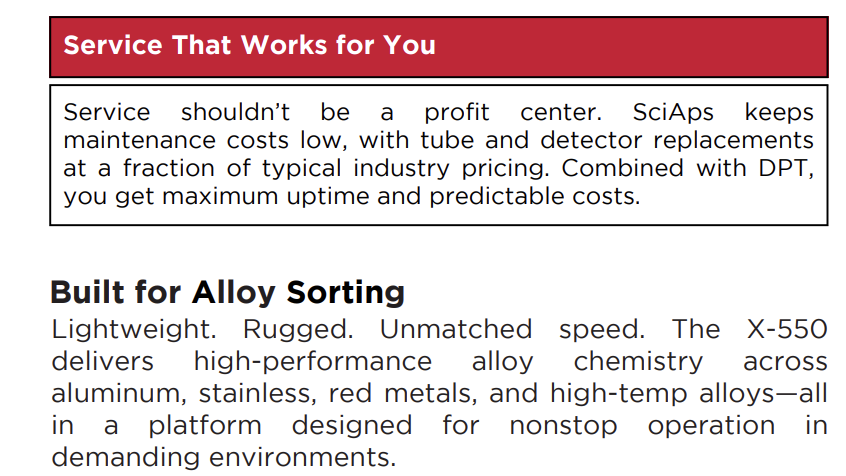 Service That Works for You
Service shouldn't be a profit center. SciAps keeps
maintenance costs low, with tube and detector replacements
at a fraction of typical industry pricing. Combined with DPT,
you get maximum uptime and predictable costs.
Built for Alloy Sorting
Lightweight. Rugged. Unmatched speed. The X-550
delivers high-performance alloy chemistry across
aluminum, stainless, red metals, and high-temp alloys—all
in a platform designed for nonstop operation in
demanding environments.